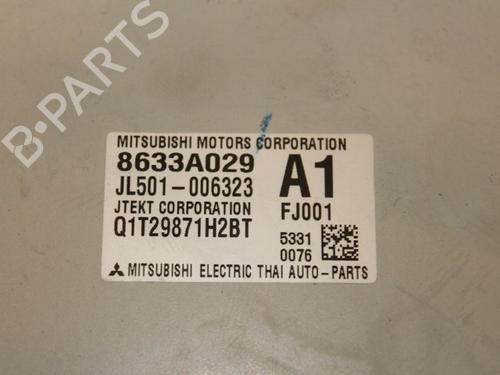 B-PARTS
MITSUBISHI MOTORS CORPORATION
8633A029 A1
JL501-006323
JTEKT CORPORATION FJ001
Q1T29871H2BT 5331
0076
MITSUBISHI ELECTRIC THAI AUTO-PARTS